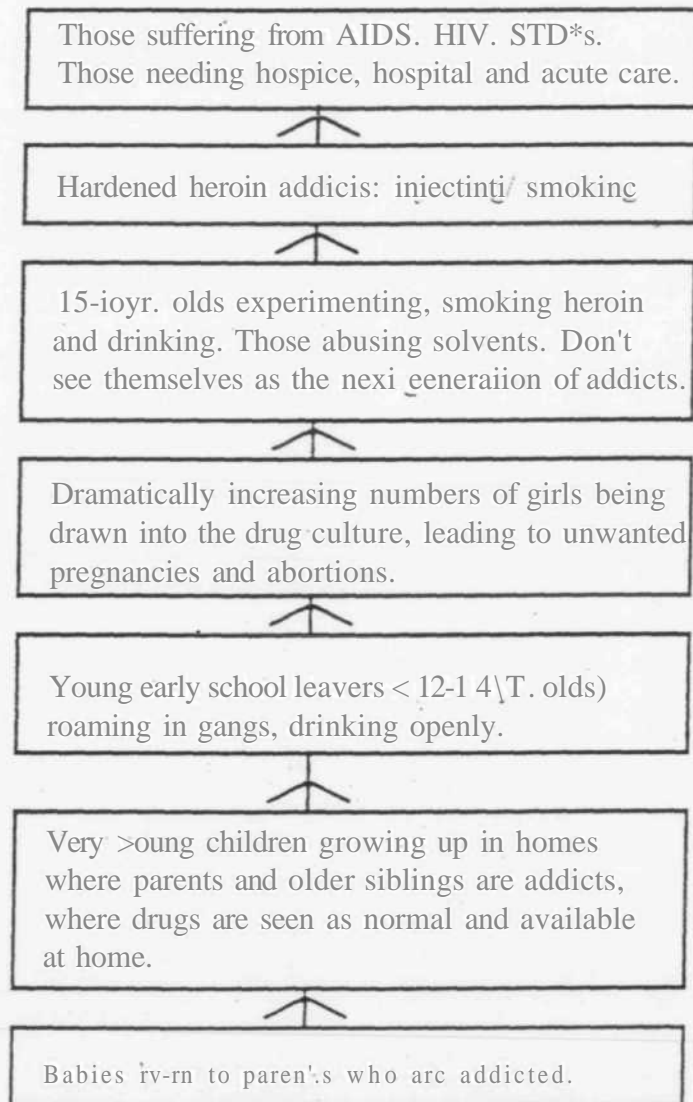 Those suffering from AIDS. HIV. STD*s.
Those needing hospice, hospital and acute care.
Hardened heroin addicis: injectinti/ smoking
15-ioyr. olds experimenting, smoking heroin
and drinking. Those abusing solvents. Don't
see themselves as the nexi eeneraiion of addicts.
Dramatically increasing numbers of girls being
drawn into the drug culture, leading to unwanted
pregnancies and abortions.
Young early school leavers < 12-1 4\T. olds)
roaming in gangs, drinking openly.
Very >oung children growing up in homes
where parents and older siblings are addicts,
where drugs are seen as normal and available
at home.
Babies rv-rn to paren'.s who arc addicted.